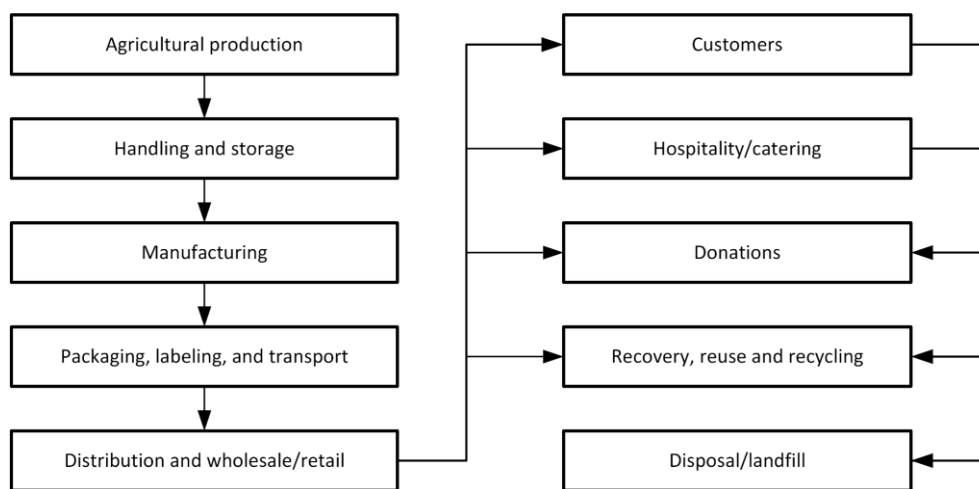 Agricultural production
Handling and storage
Manufacturing
Packaging, labeling, and transport
Distribution and wholesale/retail
Customers
Hospitality/catering
Donations
Recovery, reuse and recycling
Disposal/landfill